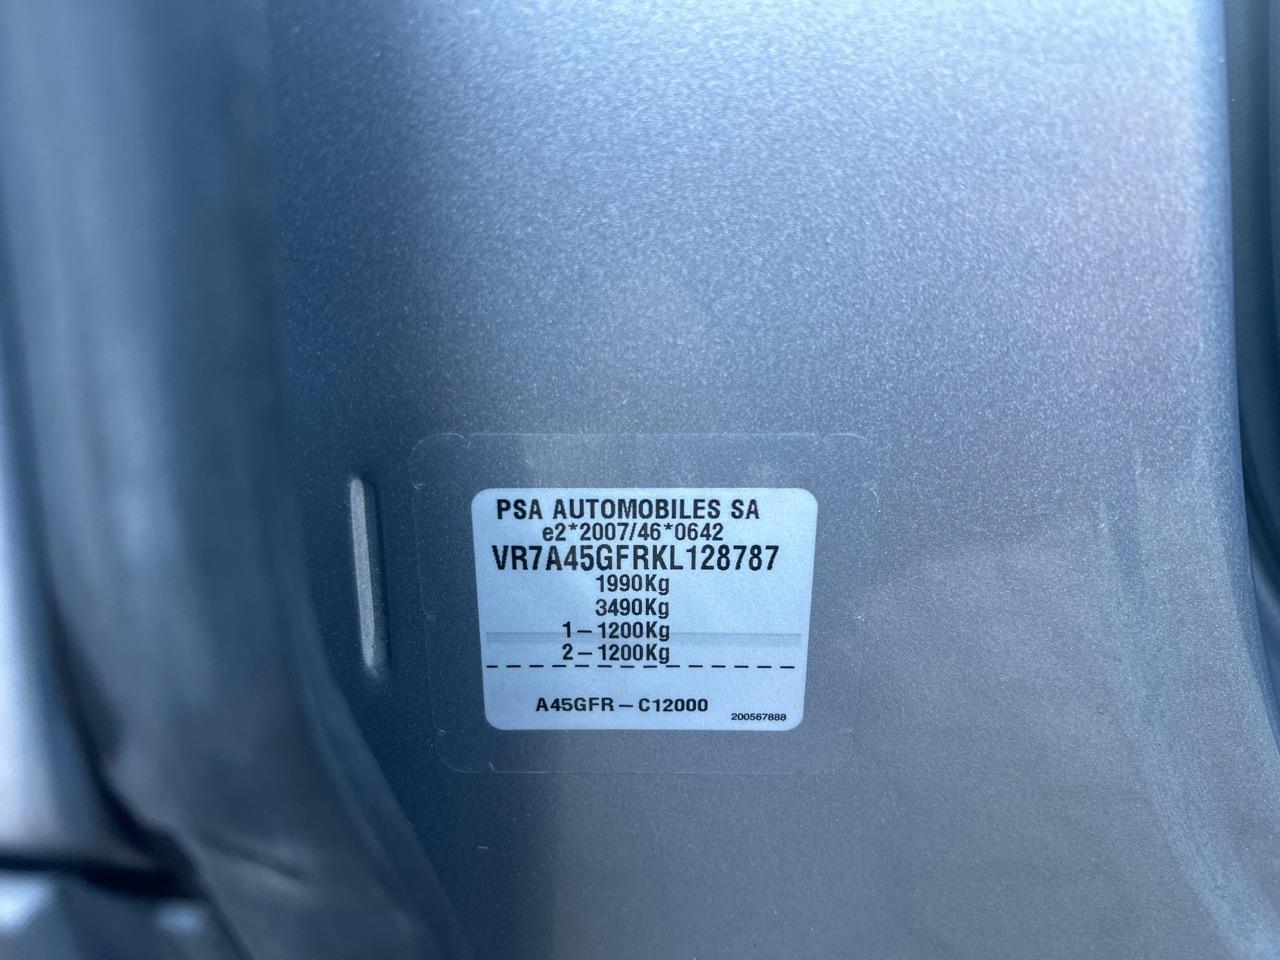 PSA AUTOMOBILES SA
e2*2007/46*0642
VR7A45GFRKL128787
1990Kg
3490Kg
1-1200Kg
2-1200Kg
A45GFR-C12000
200567888